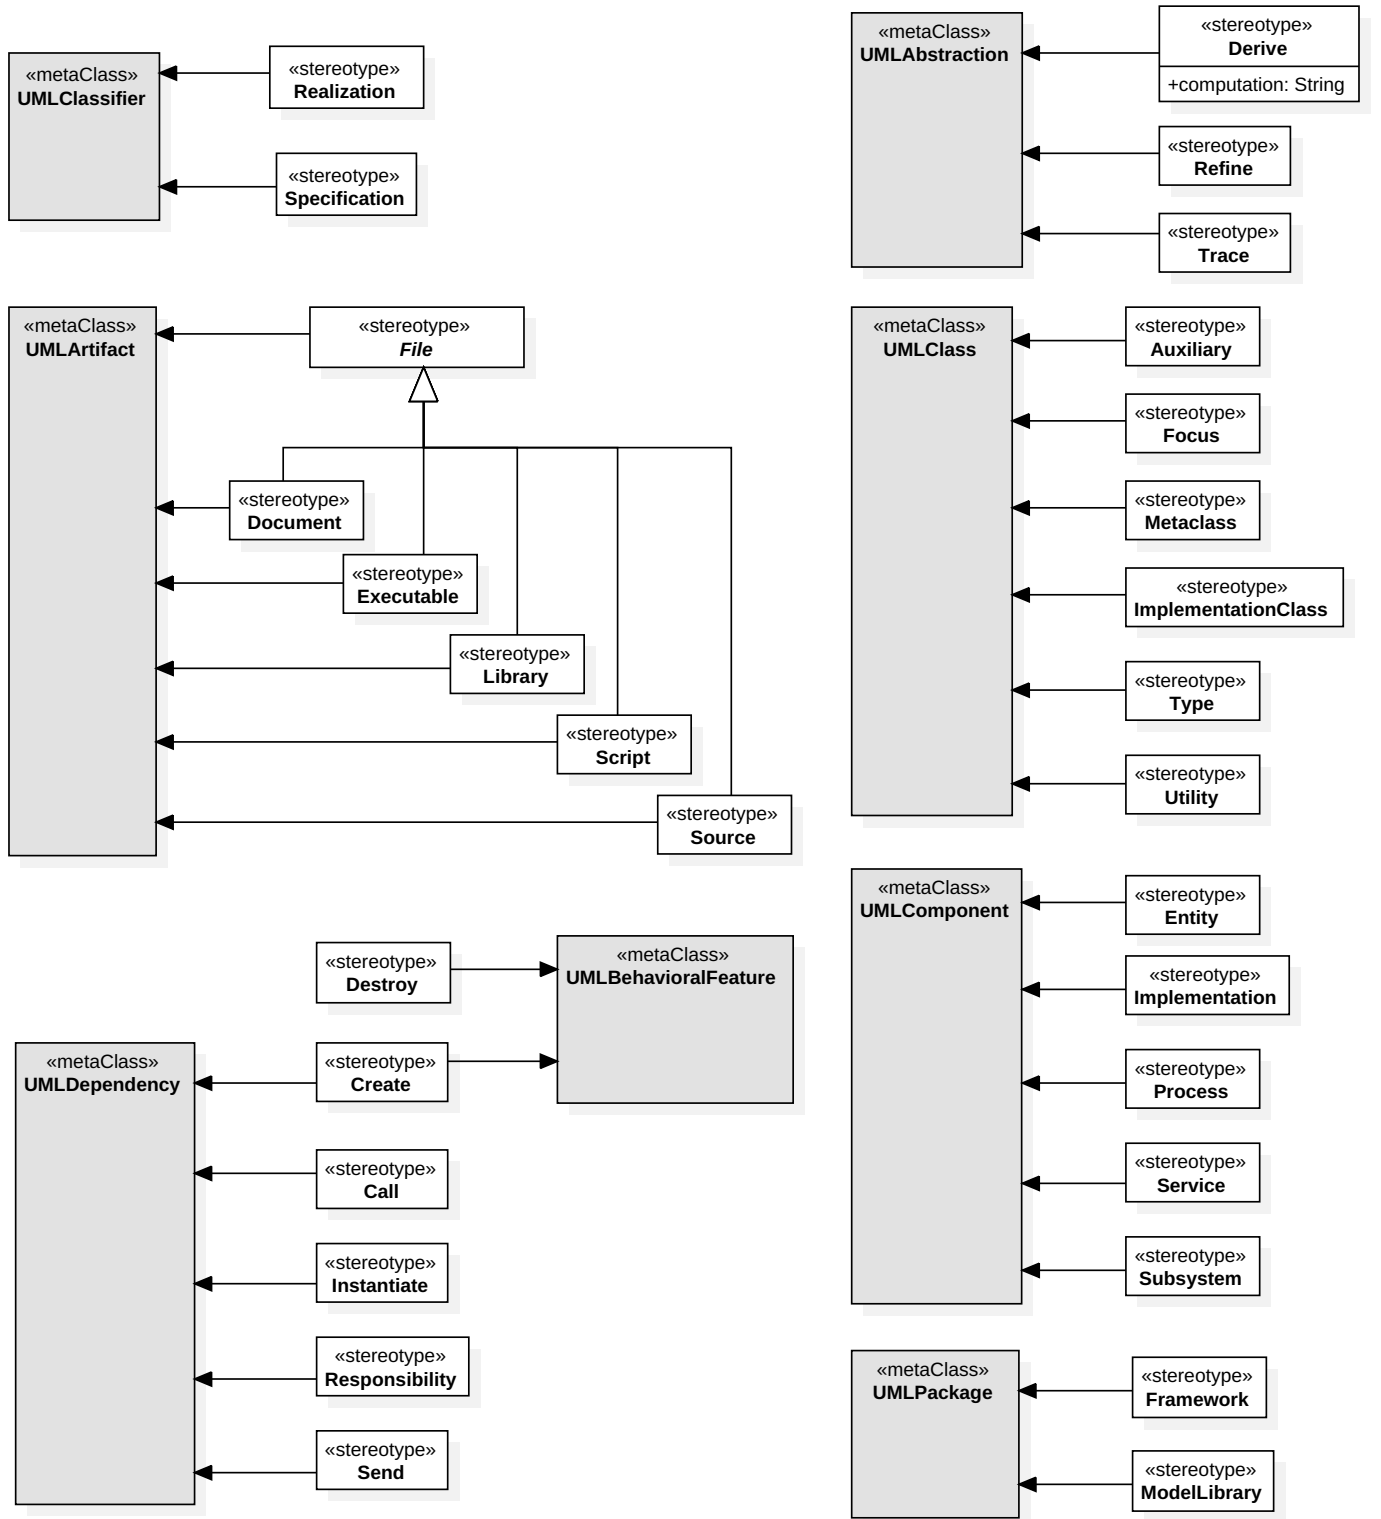 «metaClass»
UMLClassifier
«stereotype»
Realization
«stereotype»
Specification
«metaClass»
UMLArtifact
«stereotype»
File
«stereotype»
Document
«stereotype»
Executable
«stereotype»
Library
«stereotype»
Script
«stereotype»
Source
«stereotype»
Destroy
«metaClass»
UMLBehavioralFeature
«metaClass»
UMLDependency
«stereotype»
Create
«stereotype»
Call
«stereotype»
Instantiate
«stereotype»
Responsibility
«stereotype»
Send
«metaClass»
UMLAbstraction
«stereotype»
Derive
+computation: String
«stereotype»
Refine
«stereotype»
Trace
«metaClass»
UMLClass
«stereotype»
Auxiliary
«stereotype»
Focus
«stereotype»
Metaclass
«stereotype»
ImplementationClass
«stereotype»
Type
«stereotype»
Utility
«metaClass»
UMLComponent
«stereotype»
Entity
«stereotype»
Implementation
«stereotype»
Process
«stereotype»
Service
«stereotype»
Subsystem
«metaClass»
UMLPackage
«stereotype»
Framework
«stereotype»
ModelLibrary